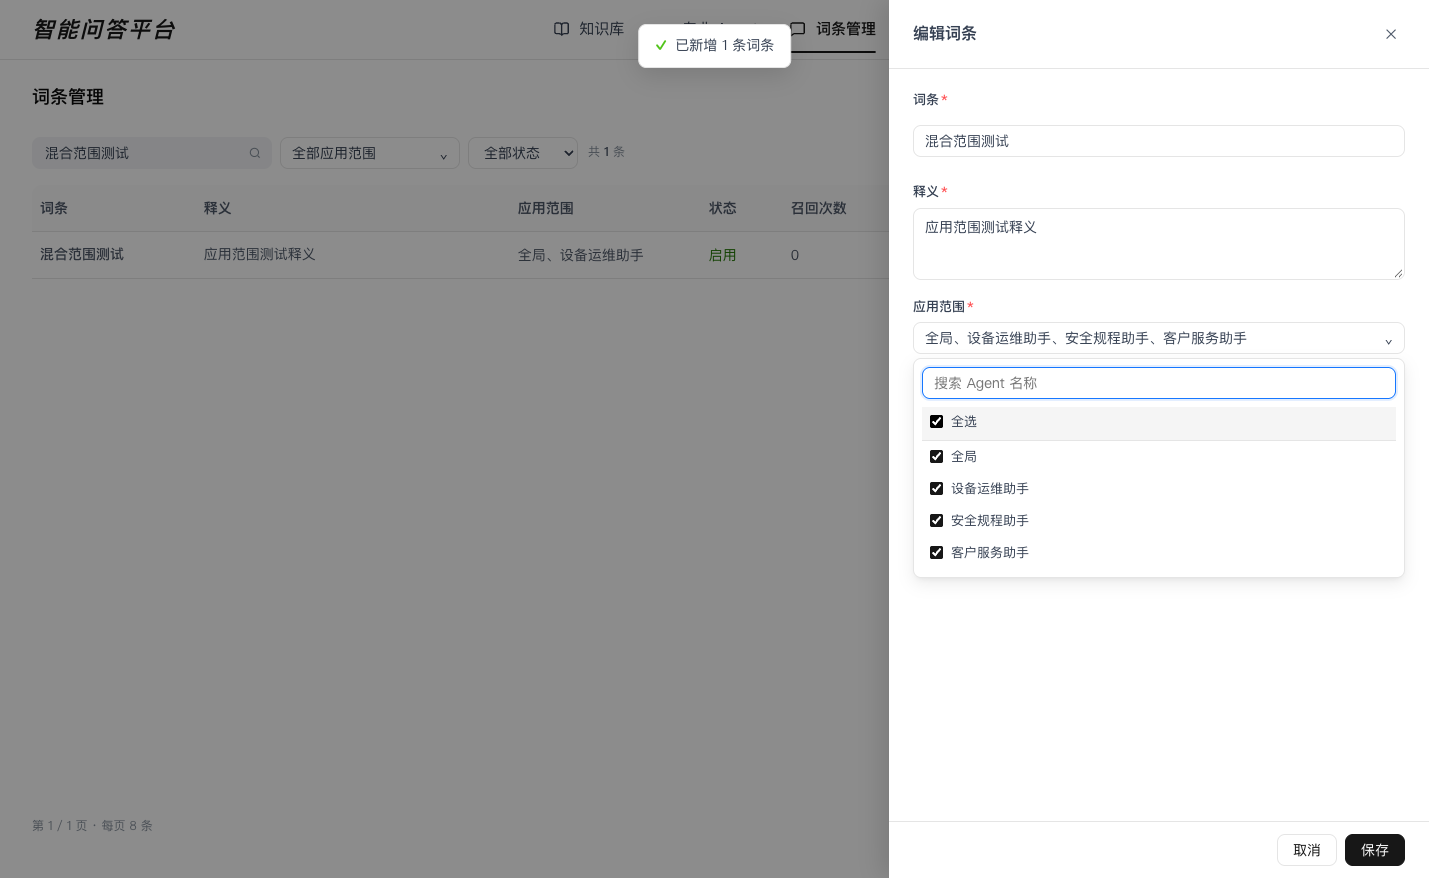 智能问答平台
知识库
词条管理
已新增 1 条词条
词条管理
混合范围测试
全部应用范围
全部状态
共 1 条
词条 释义 应用范围 状态 召回次数
混合范围测试 应用范围测试释义 全局、设备运维助手 启用 0
第 1 / 1 页 · 每页 8 条
编辑词条
词条 *
混合范围测试
释义 *
应用范围测试释义
应用范围 *
全局、设备运维助手、安全规程助手、客户服务助手
搜索 Agent 名称
全选
全局
设备运维助手
安全规程助手
客户服务助手
取消
保存